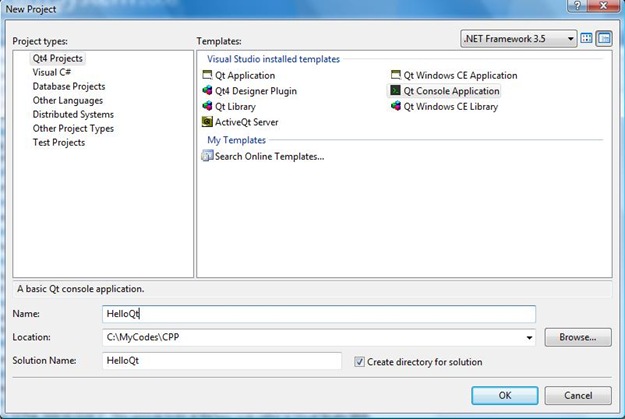 New Project
Project types:
Templates:
.NET Framework 3.5
Qt4 Projects
Visual C#
Database Projects
Other Languages
Distributed Systems
Other Project Types
Test Projects
Visual Studio installed templates
Qt Application
Qt Windows CE Application
Qt4 Designer Plugin
Qt Console Application
Qt Library
Qt Windows CE Library
ActiveQt Server
My Templates
Search Online Templates...
A basic Qt console application.
Name:
HelloQt
Location:
C:\MyCodes\CPP
Browse...
Solution Name:
HelloQt
Create directory for solution
OK
Cancel